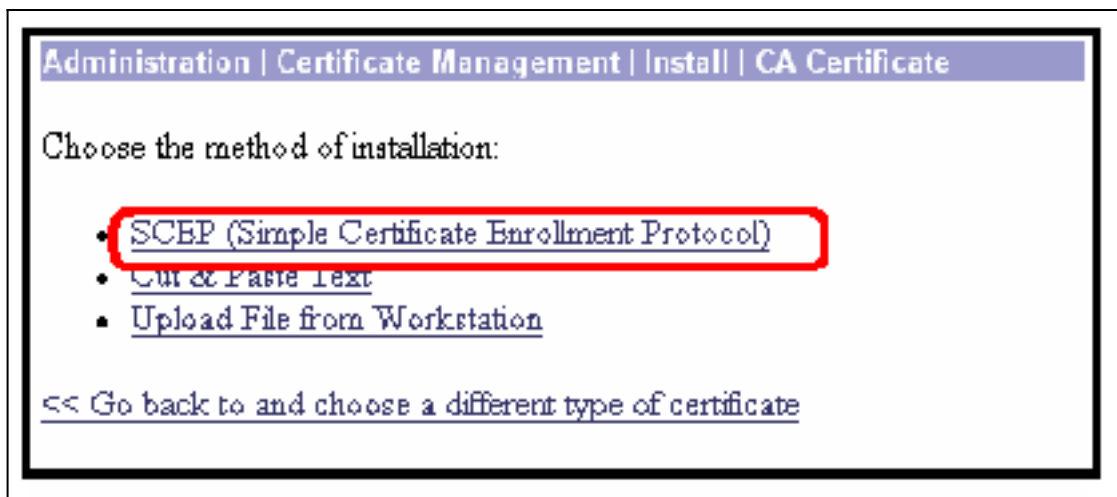 Administration | Certificate Management | Install | CA Certificate
Choose the method of installation:
• SCEP (Simple Certificate Enrollment Protocol)
• Cut & Paste Text
• Upload File from Workstation
<< Go back to and choose a different type of certificate